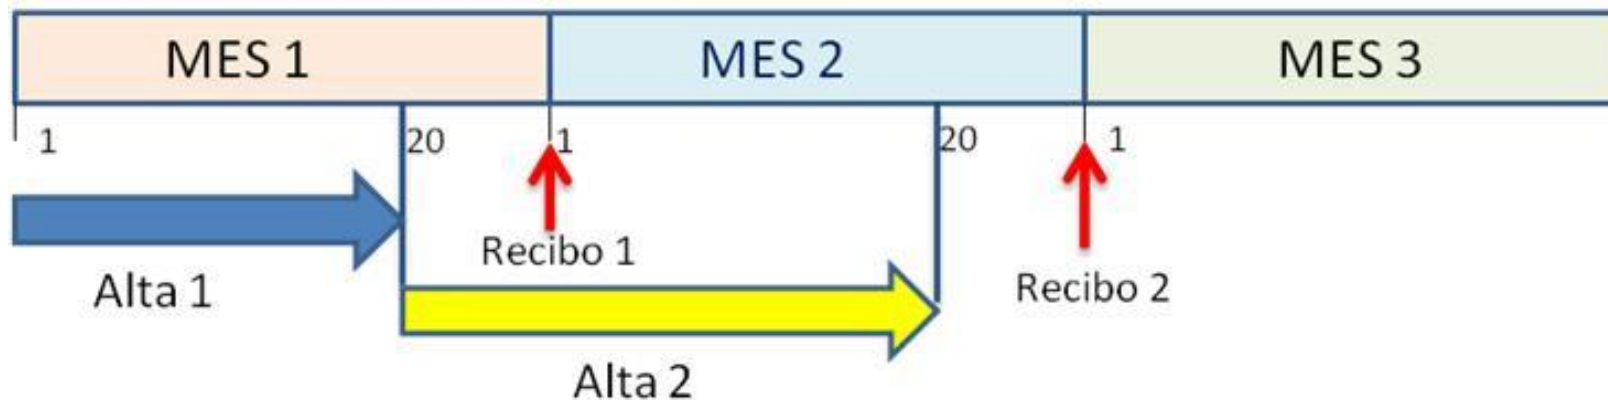 MES 1 MES 2 MES 3
1 20 1 20 1
Recibo 1
Alta 1
Recibo 2
Alta 2